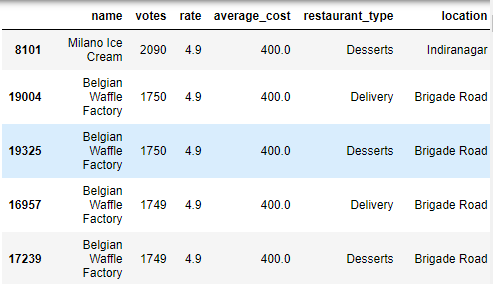 name votes rate average_cost restaurant_type location
8101 Milano Ice Cream 2090 4.9 400.0 Desserts Indiranagar
19004 Belgian Waffle Factory 1750 4.9 400.0 Delivery Brigade Road
19325 Belgian Waffle Factory 1750 4.9 400.0 Desserts Brigade Road
16957 Belgian Waffle Factory 1749 4.9 400.0 Delivery Brigade Road
17239 Belgian Waffle Factory 1749 4.9 400.0 Desserts Brigade Road